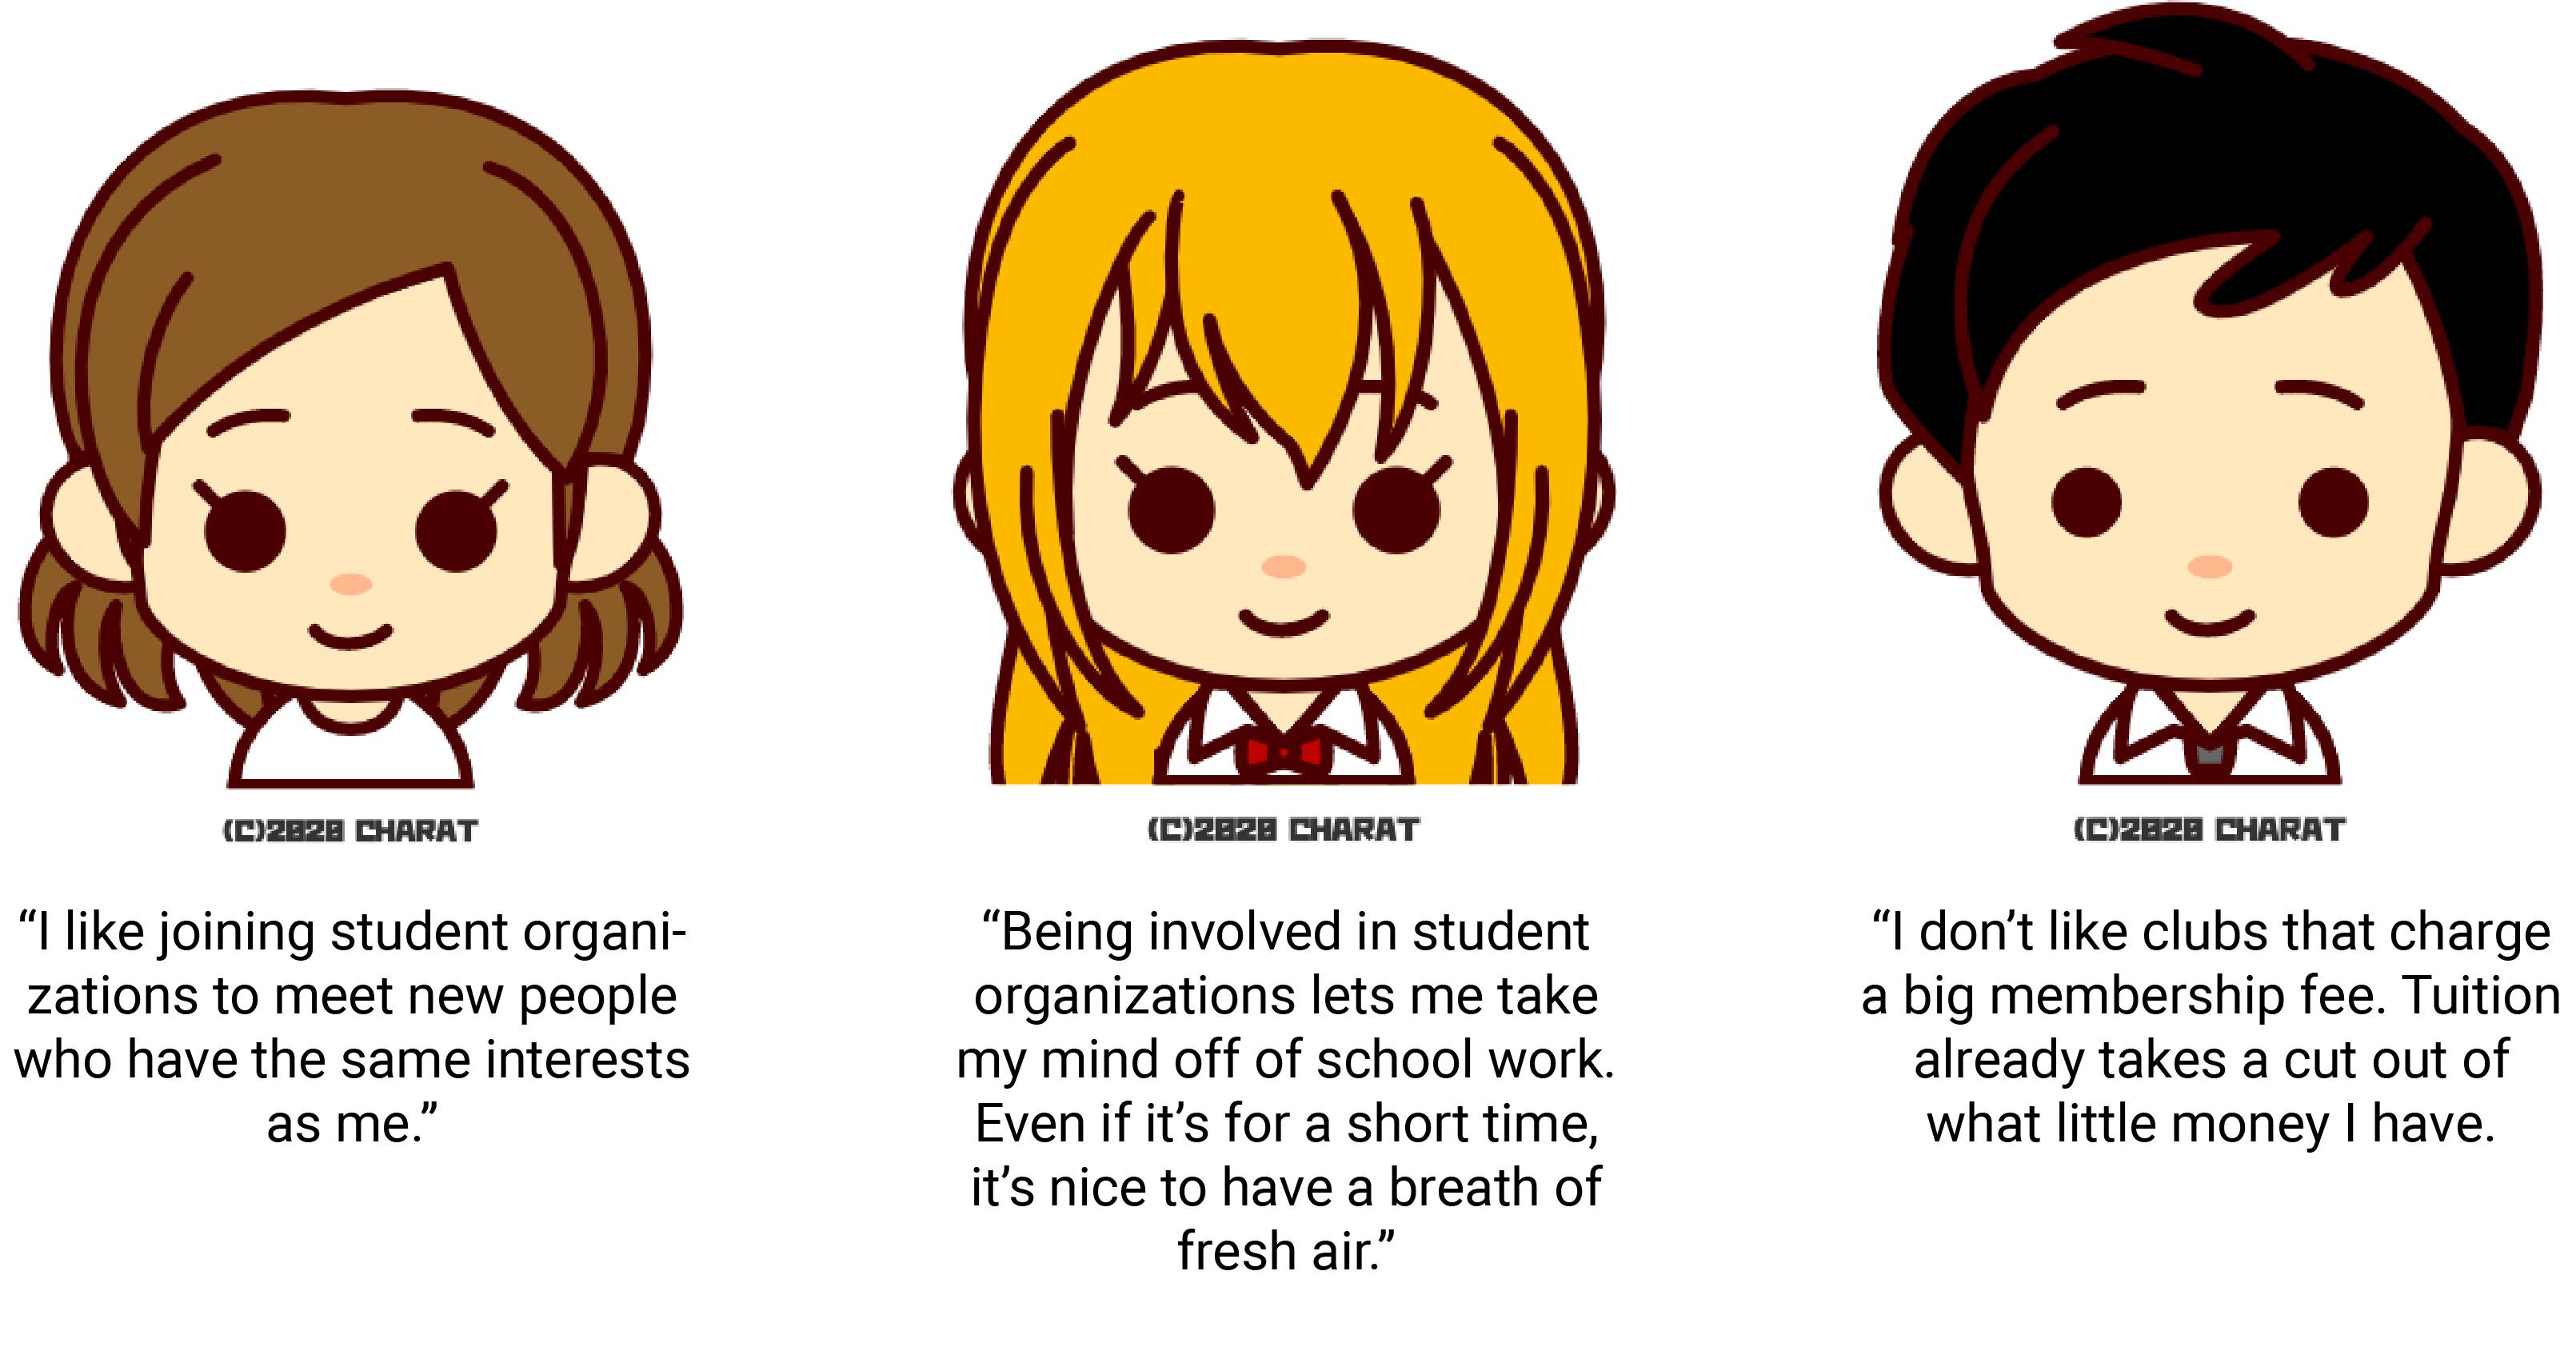 (C)2020 CHARAT
“I like joining student organi-
zations to meet new people
who have the same interests
as me.”
(C)2020 CHARAT
“Being involved in student
organizations lets me take
my mind off of school work.
Even if it’s for a short time,
it’s nice to have a breath of
fresh air.”
(C)2020 CHARAT
“I don’t like clubs that charge
a big membership fee. Tuition
already takes a cut out of
what little money I have.